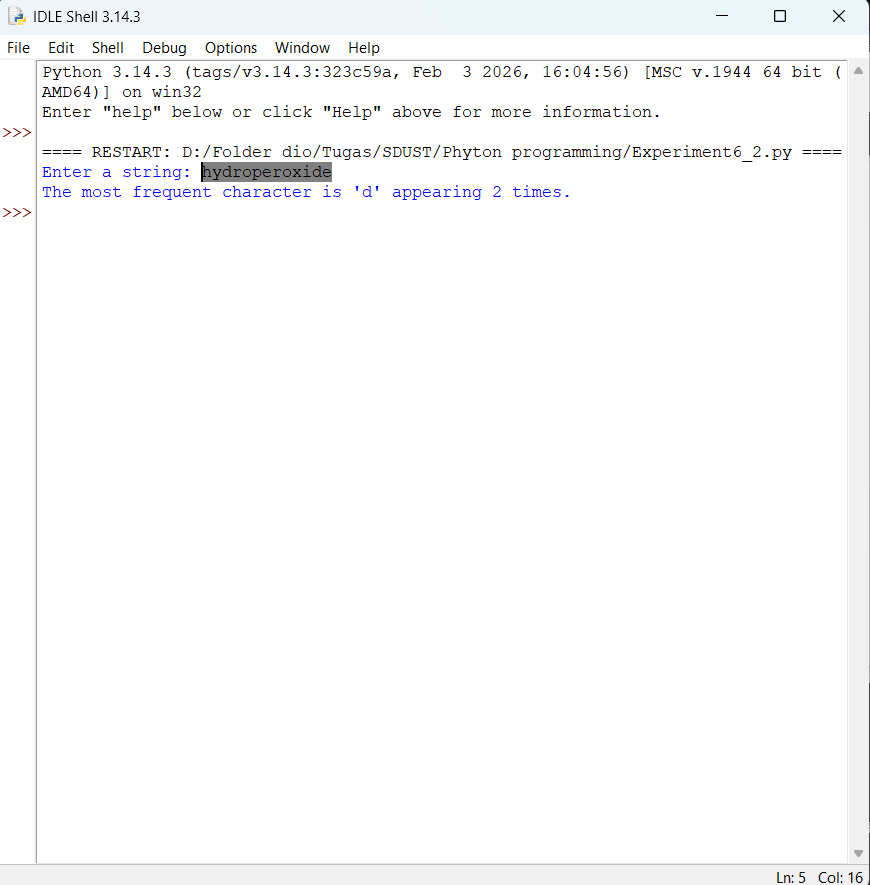 IDLE Shell 3.14.3
File Edit Shell Debug Options Window Help
Python 3.14.3 (tags/v3.14.3:323c59a, Feb  3 2026, 16:04:56) [MSC v.1944 64 bit (
AMD64)] on win32
Enter "help" below or click "Help" above for more information.
>>>
==== RESTART: D:/Folder dio/Tugas/SDUST/Phyton programming/Experiment6_2.py ====
Enter a string: hydroperoxide
The most frequent character is 'd' appearing 2 times.
>>>
Ln: 5 Col: 16